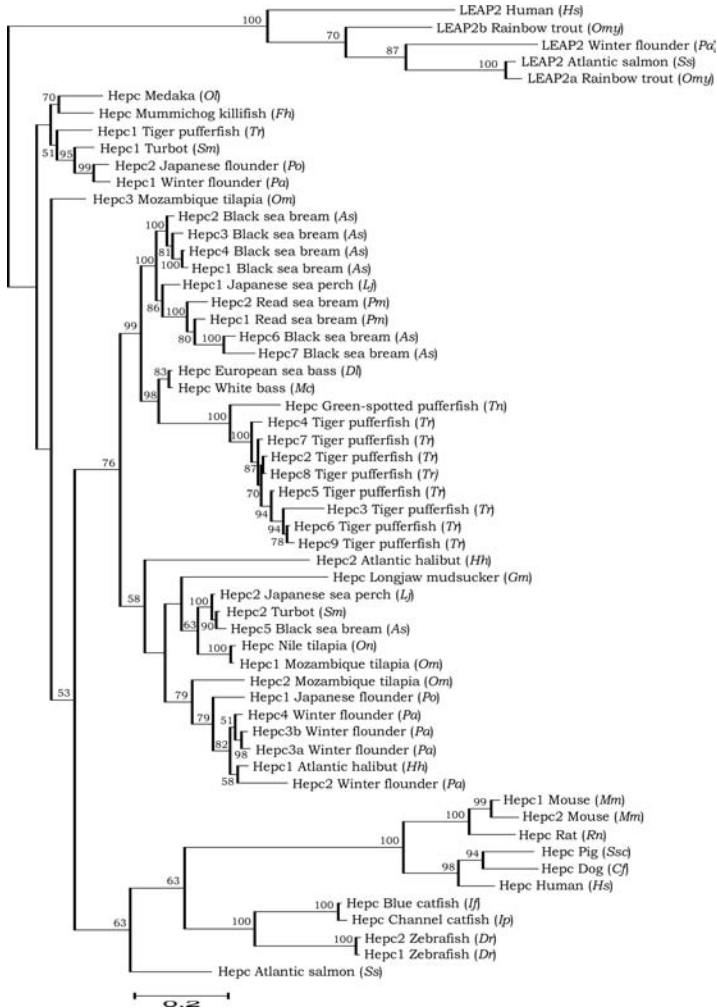 LEAP2 Human (Hs)
100
LEAP2b Rainbow trout (Omy)
70
LEAP2 Winter flounder (Pa)
87
LEAP2 Atlantic salmon (Ss)
100
LEAP2a Rainbow trout (Omy)
Hepc Medaka (Ol)
70
Hepc Mummichog killifish (Fh)
Hepc1 Tiger pufferfish (Tr)
51
95
Hepc1 Turbot (Sm)
99
Hepc2 Japanese flounder (Po)
Hepc1 Winter flounder (Pa)
Hepc3 Mozambique tilapia (Om)
Hepc2 Black sea bream (As)
100
Hepc3 Black sea bream (As)
81
Hepc4 Black sea bream (As)
100
100
Hepc1 Black sea bream (As)
Hepc1 Japanese sea perch (Lj)
86
Hepc2 Read sea bream (Pm)
100
Hepc1 Read sea bream (Pm)
99
80
100
Hepc6 Black sea bream (As)
Hepc7 Black sea bream (As)
83
Hepc European sea bass (Dl)
98
Hepc White bass (Mc)
Hepc Green-spotted pufferfish (Tn)
100
Hepc4 Tiger pufferfish (Tr)
100
Hepc7 Tiger pufferfish (Tr)
Hepc2 Tiger pufferfish (Tr)
76
87
Hepc8 Tiger pufferfish (Tr)
70
Hepc5 Tiger pufferfish (Tr)
94
Hepc3 Tiger pufferfish (Tr)
94
Hepc6 Tiger pufferfish (Tr)
78
Hepc9 Tiger pufferfish (Tr)
Hepc2 Atlantic halibut (Hh)
Hepc Longjaw mudsucker (Gm)
58
100
Hepc2 Japanese sea perch (Lj)
Hepc2 Turbot (Sm)
63
90
Hepc5 Black sea bream (As)
100
Hepc Nile tilapia (On)
Hepc1 Mozambique tilapia (Om)
Hepc2 Mozambique tilapia (Om)
53
79
Hepc1 Japanese flounder (Po)
79
51
Hepc4 Winter flounder (Pa)
Hepc3b Winter flounder (Pa)
82
98
Hepc3a Winter flounder (Pa)
Hepc1 Atlantic halibut (Hh)
58
Hepc2 Winter flounder (Pa)
99
Hepc1 Mouse (Mm)
100
Hepc2 Mouse (Mm)
Hepc Rat (Rn)
100
94
Hepc Pig (Ssc)
98
Hepc Dog (Cf)
63
Hepc Human (Hs)
100
Hepc Blue catfish (If)
63
100
Hepc Channel catfish (Ip)
100
Hepc2 Zebrafish (Dr)
Hepc1 Zebrafish (Dr)
Hepc Atlantic salmon (Ss)
0.2